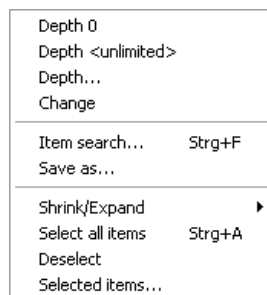 Depth 0
Depth <unlimited>
Depth...
Change
Item search... Strg+F
Save as...
Shrink/Expand
Select all items Strg+A
Deselect
Selected items...